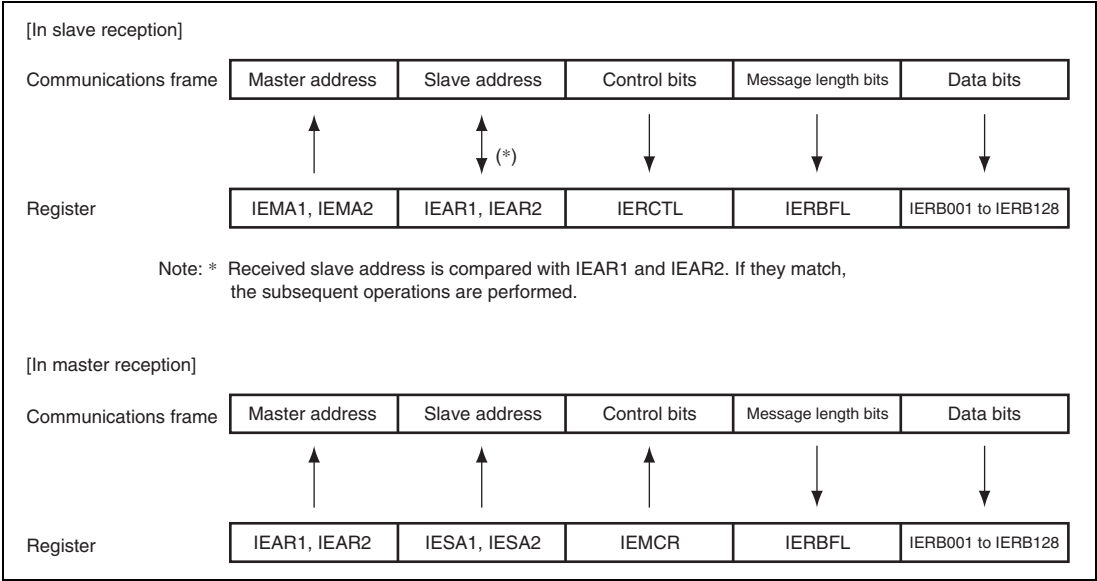 [In slave reception]
Communications frame Master address Slave address Control bits Message length bits Data bits
(*)
Register IEMA1, IEMA2 IEAR1, IEAR2 IERCTL IERBFL IERB001 to IERB128
Note: * Received slave address is compared with IEAR1 and IEAR2. If they match,
the subsequent operations are performed.
[In master reception]
Communications frame Master address Slave address Control bits Message length bits Data bits
Register IEAR1, IEAR2 IESA1, IESA2 IEMCR IERBFL IERB001 to IERB128